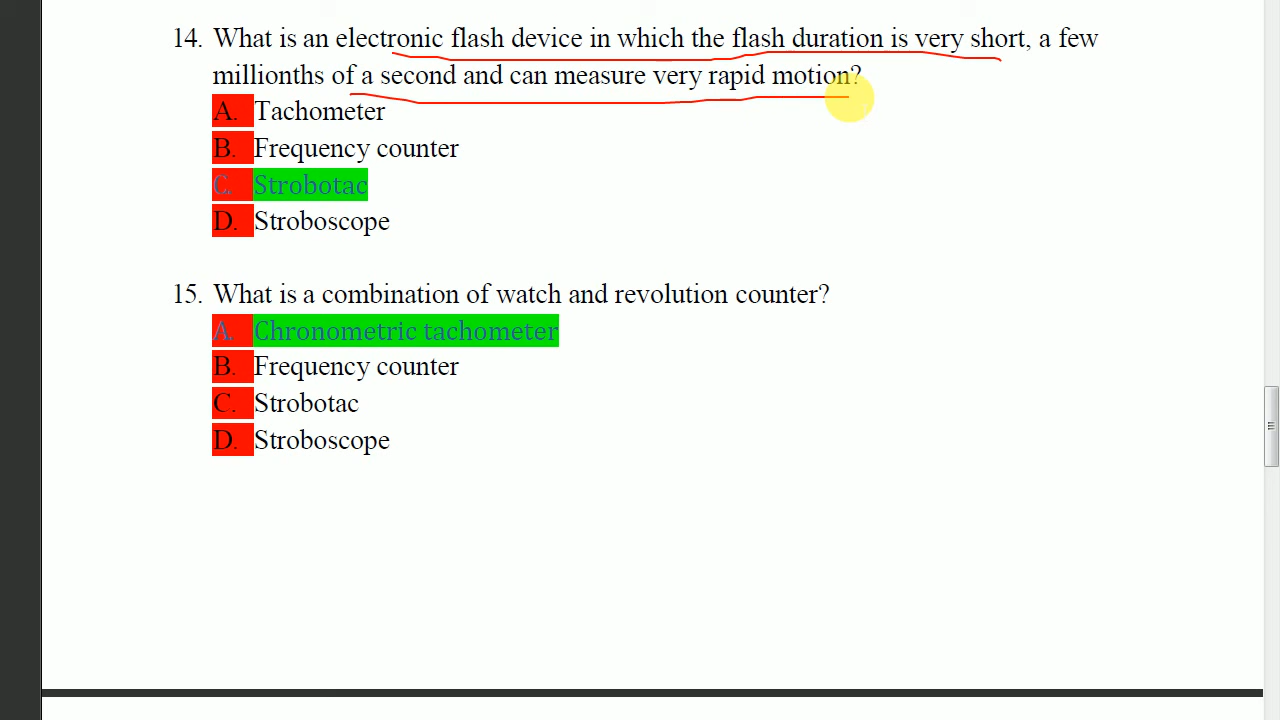 14. What is an electronic flash device in which the flash duration is very short, a few
millionths of a second and can measure very rapid motion?
A. Tachometer
B. Frequency counter
C. Strobotac
D. Stroboscope
15. What is a combination of watch and revolution counter?
A. Chronometric tachometer
B. Frequency counter
C. Strobotac
D. Stroboscope